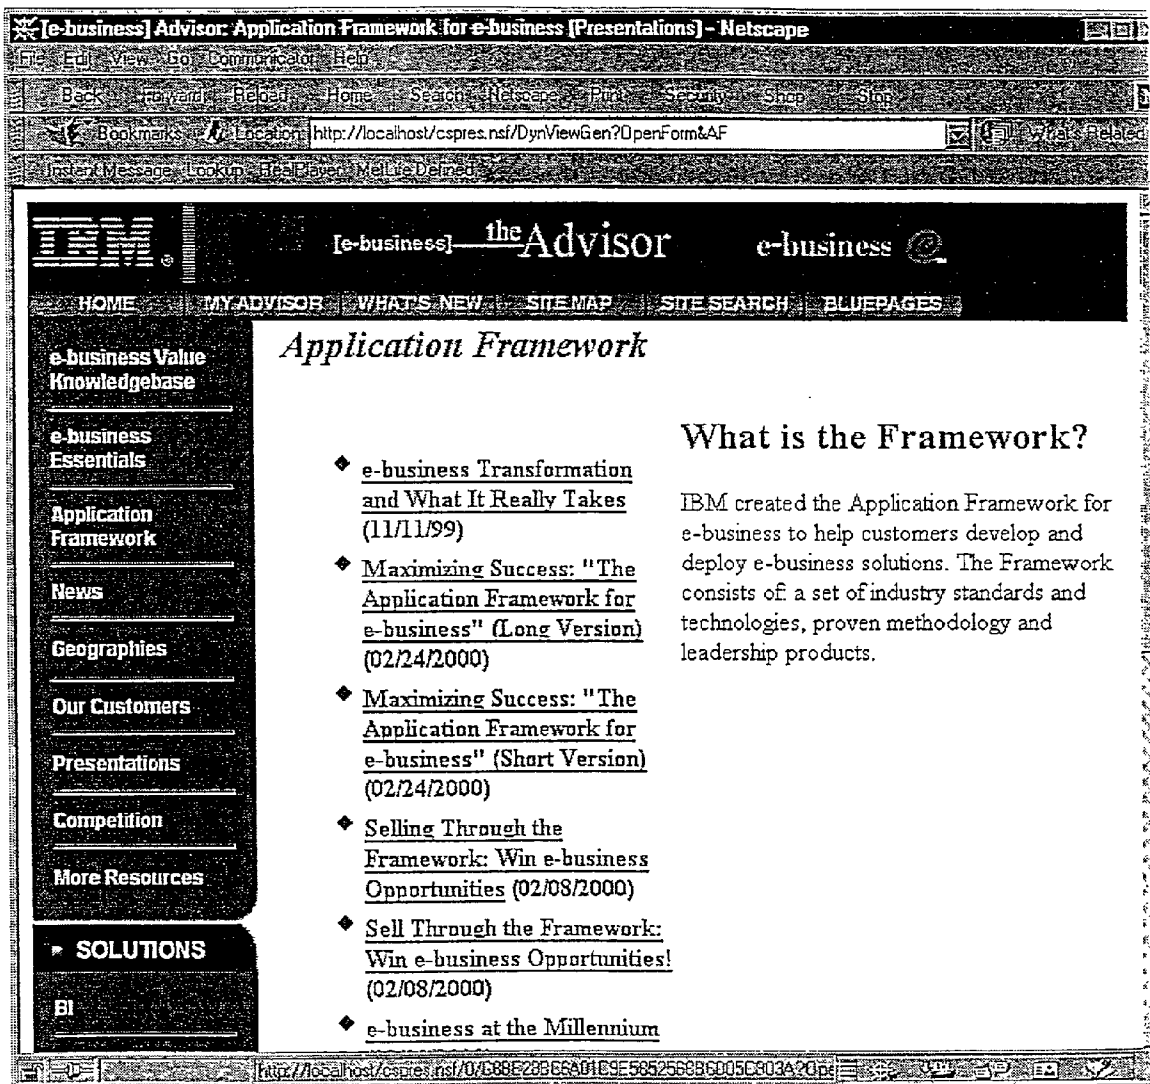 [e-business] Advisor: Application Framework for e-business [Presentations] - Netscape
File Edit View Go Communicator Help
Back Forward Reload Home Search Netscape Print Security Shop Stop
Bookmarks Location: http://localhost/cspres.nsf/DynViewGen?OpenForm&AF What's Related
Instant Message Lookup RealPlayer MetLife Defined
IBM ®
[e-business] the Advisor
e-business
HOME MY ADVISOR WHAT'S NEW SITE MAP SITE SEARCH BLUEPAGES
e-business Value
Knowledgebase
e-business
Essentials
Application
Framework
News
Geographies
Our Customers
Presentations
Competition
More Resources
SOLUTIONS
BI
Application Framework
e-business Transformation
and What It Really Takes
(11/11/99)
Maximizing Success: "The
Application Framework for
e-business" (Long Version)
(02/24/2000)
Maximizing Success: "The
Application Framework for
e-business" (Short Version)
(02/24/2000)
Selling Through the
Framework: Win e-business
Opportunities (02/08/2000)
Sell Through the Framework:
Win e-business Opportunities!
(02/08/2000)
e-business at the Millennium
What is the Framework?
IBM created the Application Framework for
e-business to help customers develop and
deploy e-business solutions. The Framework
consists of: a set of industry standards and
technologies, proven methodology and
leadership products.